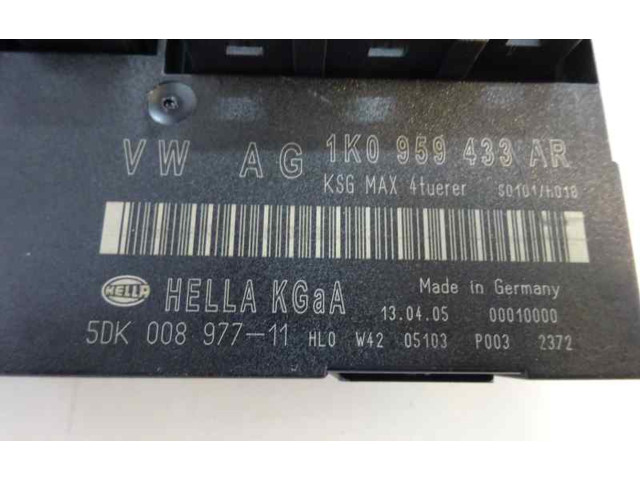 VW AG 1K0 959 433 AR
KSG MAX 4tuerer S0101/h018
HELLA HELLA KGaA Made in Germany
13.04.05 00010000
5DK 008 977-11 HL0 W42 05103 P003 2372